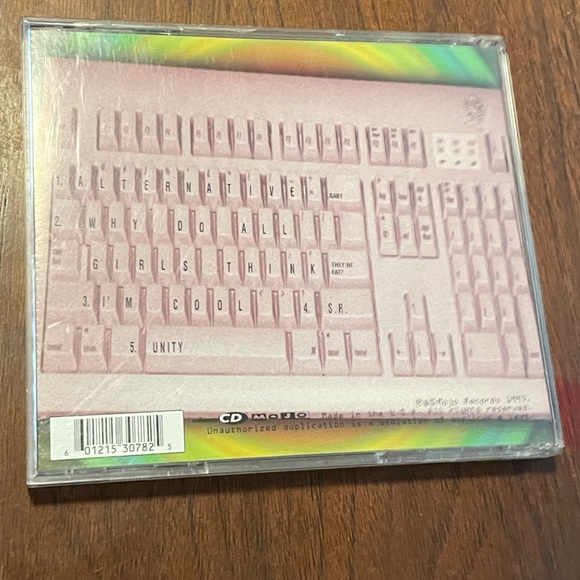 1. ALTERNATIVE BABY
2. WHY DO ALL
GIRLS THINK THEY'RE FAT?
3. I'M COOL 4. S.R.
5. UNITY
Records 1997.
CD MOJO Made in the U.S.A. All rights reserved.
Unauthorized duplication is a violation of
6 01215 30782 5